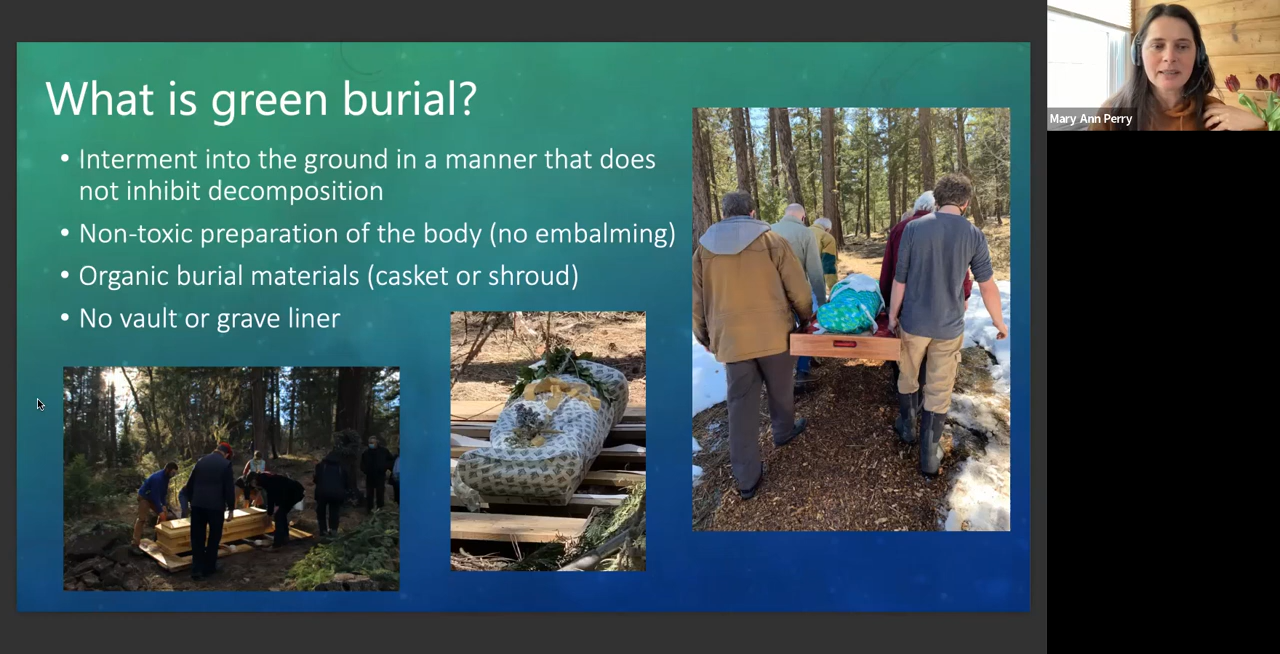 What is green burial?
• Interment into the ground in a manner that does
not inhibit decomposition
• Non-toxic preparation of the body (no embalming)
• Organic burial materials (casket or shroud)
• No vault or grave liner
Mary Ann Perry